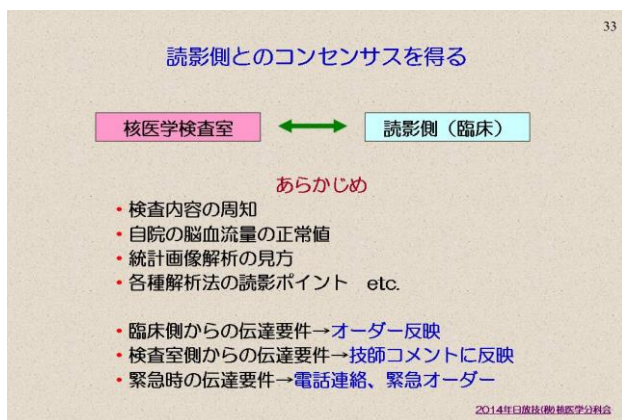 33
読影側とのコンセンサスを得る
核医学検査室
読影側（臨床）
あらかじめ
・検査内容の周知
・自院の脳血流量の正常値
・統計画像解析の見方
・各種解析法の読影ポイント etc.
・臨床側からの伝達要件→オーダー反映
・検査室側からの伝達要件→技師コメントに反映
・緊急時の伝達要件→電話連絡、緊急オーダー
2014年日放技(秋)核医学分科会